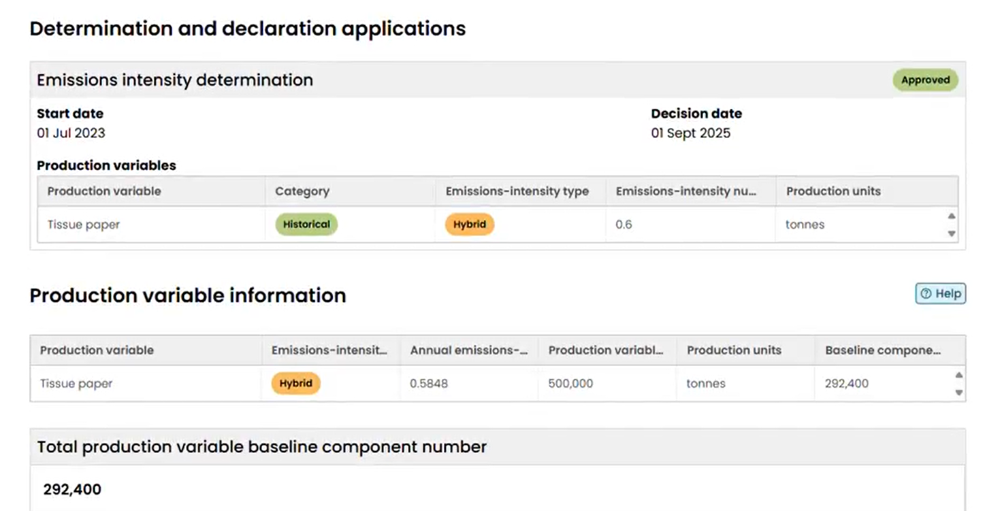 Determination and declaration applications
Emissions intensity determination Approved
Start date Decision date
01 Jul 2023 01 Sept 2025
Production variables
Production variable Category Emissions-intensity type Emissions-intensity nu... Production units
Tissue paper Historical Hybrid 0.6 tonnes
Production variable information Help
Production variable Emissions-intensit... Annual emissions-... Production variabl... Production units Baseline compone...
Tissue paper Hybrid 0.5848 500,000 tonnes 292,400
Total production variable baseline component number
292,400